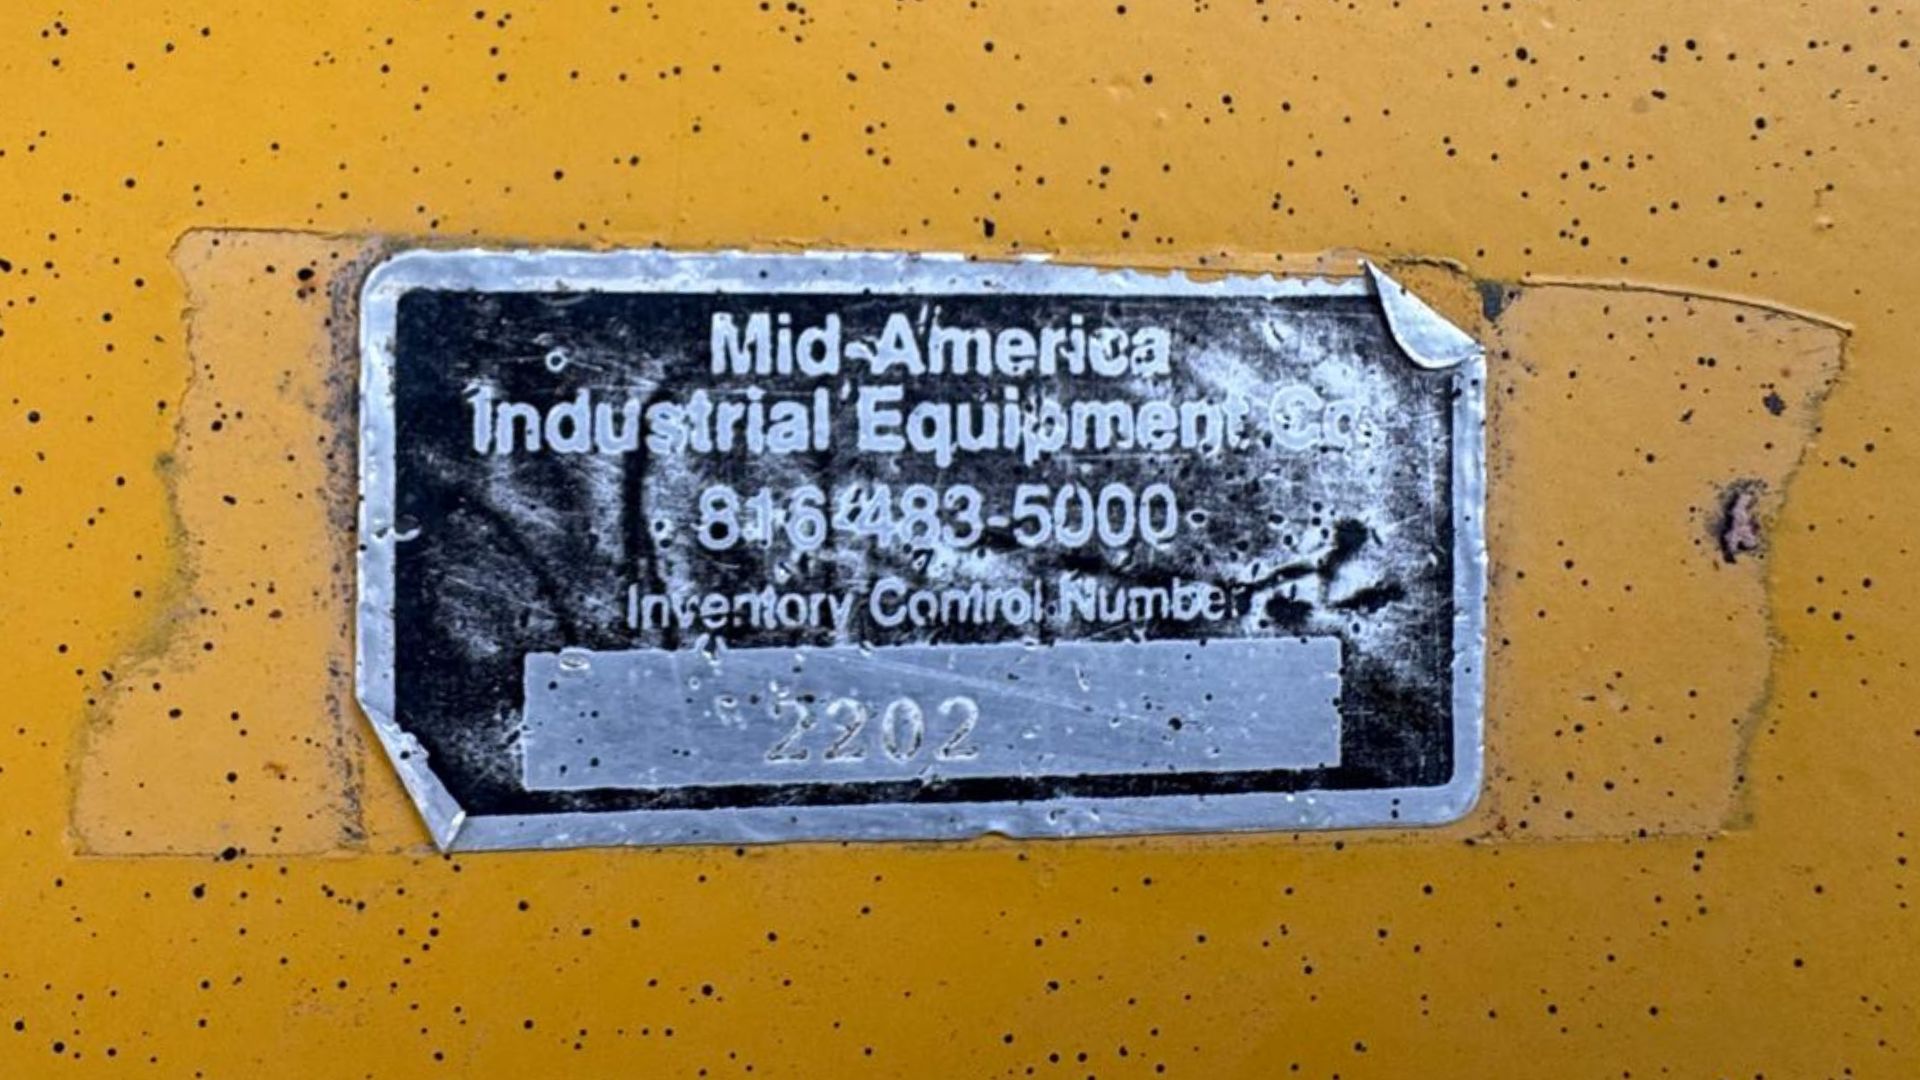 Mid-America
Industrial Equipment Co.
816-483-5000
Inventory Control Number
2202